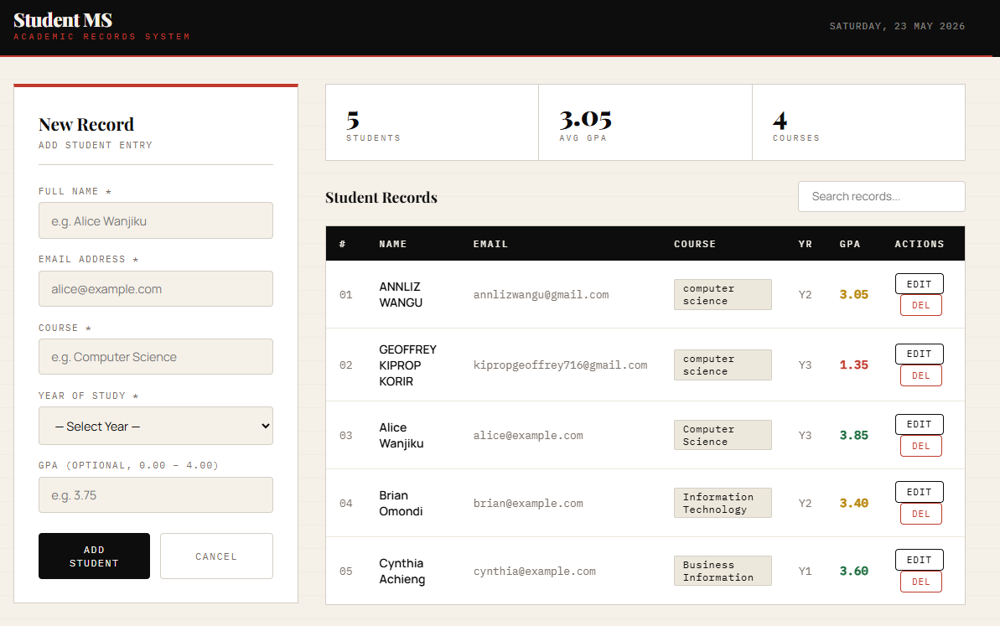 Student MS
ACADEMIC RECORDS SYSTEM
SATURDAY, 23 MAY 2026
New Record
ADD STUDENT ENTRY
FULL NAME *
e.g. Alice Wanjiku
EMAIL ADDRESS *
alice@example.com
COURSE *
e.g. Computer Science
YEAR OF STUDY *
— Select Year —
GPA (OPTIONAL, 0.00 – 4.00)
e.g. 3.75
ADD
STUDENT
CANCEL
5
STUDENTS
3.05
AVG GPA
4
COURSES
Student Records
Search records...
# NAME EMAIL COURSE YR GPA ACTIONS
01 ANNLIZ WANGU annlizwangu@gmail.com computer science Y2 3.05 EDIT DEL
02 GEOFFREY KIPROP KORIR kipropgeoffrey716@gmail.com computer science Y3 1.35 EDIT DEL
03 Alice Wanjiku alice@example.com Computer Science Y3 3.85 EDIT DEL
04 Brian Omondi brian@example.com Information Technology Y2 3.40 EDIT DEL
05 Cynthia Achieng cynthia@example.com Business Information Y1 3.60 EDIT DEL